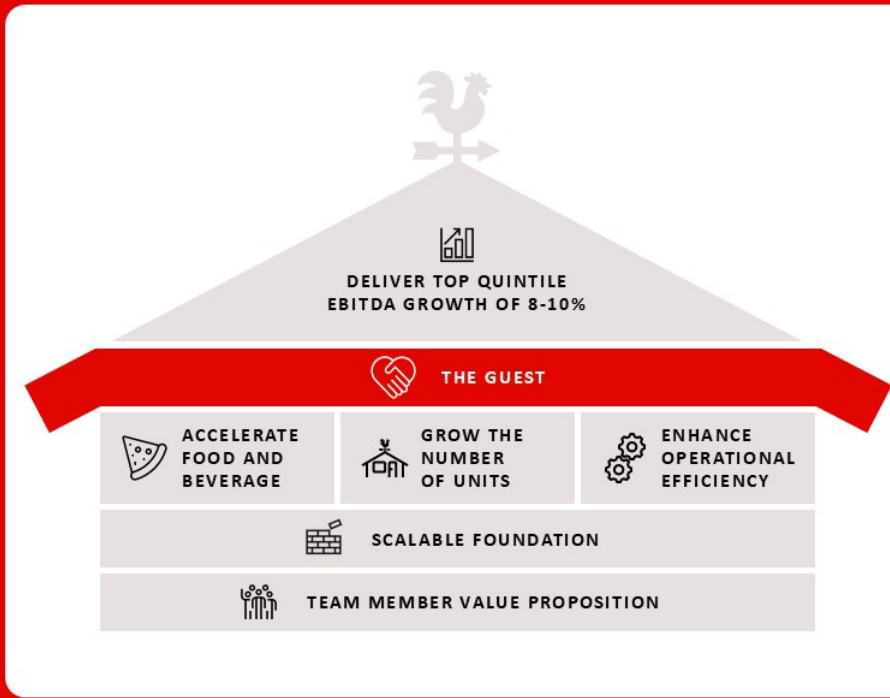 DELIVER TOP QUINTILE
EBITDA GROWTH OF 8-10%
THE GUEST
ACCELERATE
FOOD AND
BEVERAGE
GROW THE
NUMBER
OF UNITS
ENHANCE
OPERATIONAL
EFFICIENCY
SCALABLE FOUNDATION
TEAM MEMBER VALUE PROPOSITION